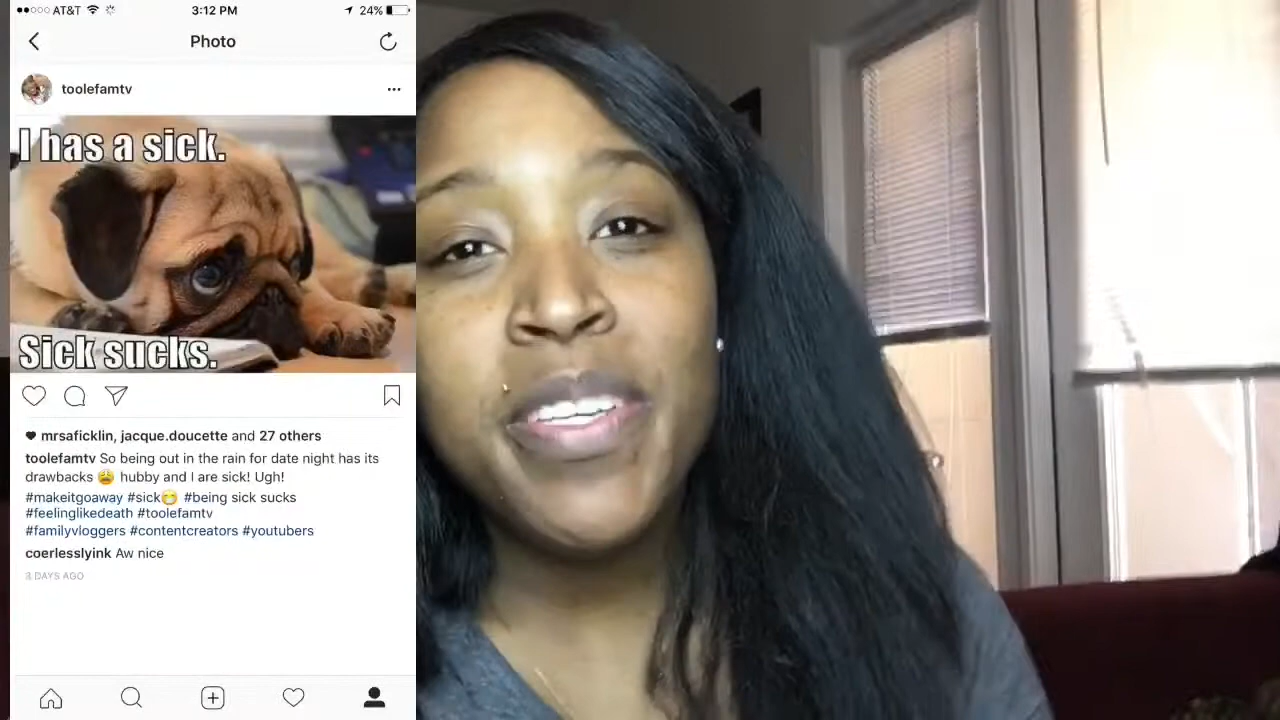 AT&T 3:12 PM 24%
Photo
toolefamtv
I has a sick.
Sick sucks.
mrsaficklin, jacque.doucette and 27 others
toolefamtv So being out in the rain for date night has its
drawbacks 😩 hubby and I are sick! Ugh!
#makeitgoaway #sick😷 #being sick sucks
#feelinglikedeath #toolefamtv
#familyvloggers #contentcreators #youtubers
coerlesslyink Aw nice
3 DAYS AGO